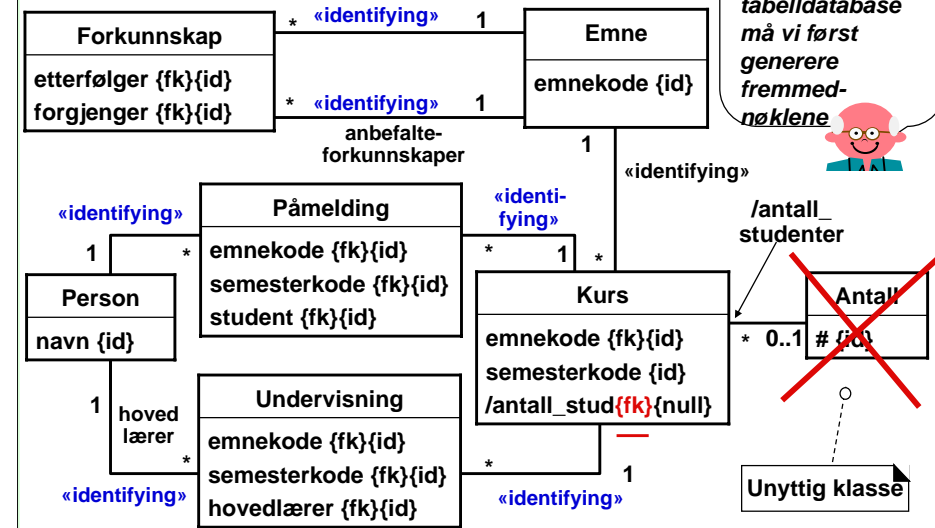 tabelldatabase
må vi først
generere
fremmed-
nøklene
* «identifying» 1
Forkunnskap
etterfølger {fk}{id}
forgjenger {fk}{id}
Emne
emnekode {id}
* «identifying» 1
anbefalte-
forkunnskaper
1
«identifying»
*
«identifying»
1
*
Påmelding
emnekode {fk}{id}
semesterkode {fk}{id}
student {fk}{id}
«identi-
fying»
*
1
/antall_
studenter
Person
navn {id}
Kurs
emnekode {fk}{id}
semesterkode {id}
/antall_stud{fk}{null}
* 0..1
Antall
# {id}
1
hoved
lærer
*
«identifying»
Undervisning
emnekode {fk}{id}
semesterkode {fk}{id}
hovedlærer {fk}{id}
*
1
«identifying»
Unyttig klasse